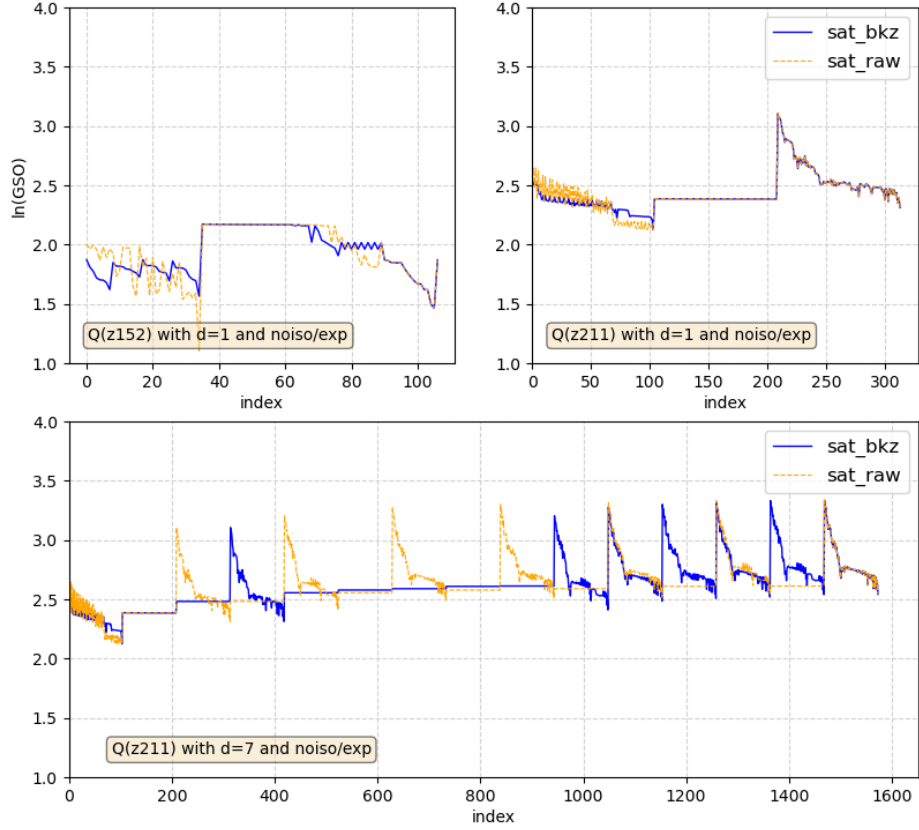 4.0
3.5
3.0
2.5
2.0
1.5
1.0
ln(GSO)
0 20 40 60 80 100
index
Q(z152) with d=1 and noiso/exp
4.0
3.5
3.0
2.5
2.0
1.5
1.0
0 50 100 150 200 250 300
index
sat_bkz
sat_raw
Q(z211) with d=1 and noiso/exp
4.0
3.5
3.0
2.5
2.0
1.5
1.0
0 200 400 600 800 1000 1200 1400 1600
index
sat_bkz
sat_raw
Q(z211) with d=7 and noiso/exp